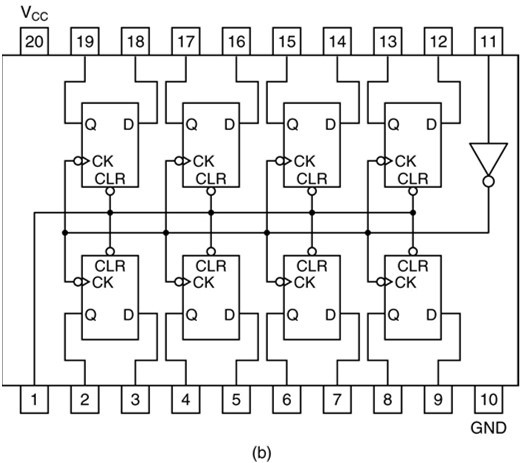 VCC
20 19 18 17 16 15 14 13 12 11
Q D Q D Q D Q D
CK CK CK CK
CLR CLR CLR CLR
CLR CLR CLR CLR
CK CK CK CK
Q D Q D Q D Q D
1 2 3 4 5 6 7 8 9 10
GND
(b)